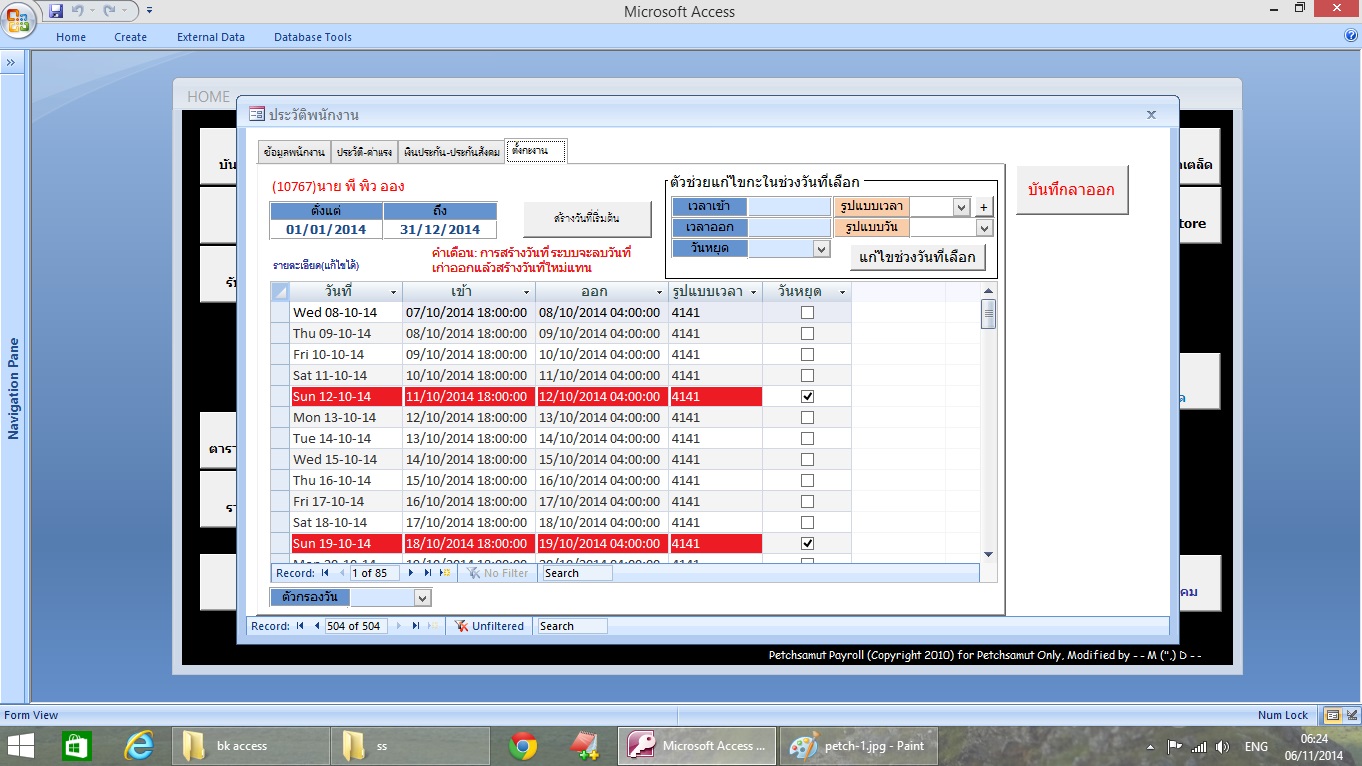 Microsoft Access
Home Create External Data Database Tools
HOME
ประวัติพนักงาน
ข้อมูลพนักงาน ประวัติ-ค่าแรง เงินประกัน-ประกันสังคม ตั้งกะงาน
(10767)นาย พี พิว ออง
ตั้งแต่ ถึง
01/01/2014 31/12/2014
สร้างวันที่เริ่มต้น
คำเตือน: การสร้างวันที่ ระบบจะลบวันที่
เก่าออกแล้วสร้างวันที่ใหม่แทน
รายละเอียด(แก้ไขได้)
ตัวช่วยแก้ไขกะในช่วงวันที่เลือก
เวลาเข้า รูปแบบเวลา +
เวลาออก รูปแบบวัน
วันหยุด แก้ไขช่วงวันที่เลือก
บันทึกลาออก
วันที่ เข้า ออก รูปแบบเวลา วันหยุด
Wed 08-10-14 07/10/2014 18:00:00 08/10/2014 04:00:00 4141
Thu 09-10-14 08/10/2014 18:00:00 09/10/2014 04:00:00 4141
Fri 10-10-14 09/10/2014 18:00:00 10/10/2014 04:00:00 4141
Sat 11-10-14 10/10/2014 18:00:00 11/10/2014 04:00:00 4141
Sun 12-10-14 11/10/2014 18:00:00 12/10/2014 04:00:00 4141
Mon 13-10-14 12/10/2014 18:00:00 13/10/2014 04:00:00 4141
Tue 14-10-14 13/10/2014 18:00:00 14/10/2014 04:00:00 4141
Wed 15-10-14 14/10/2014 18:00:00 15/10/2014 04:00:00 4141
Thu 16-10-14 15/10/2014 18:00:00 16/10/2014 04:00:00 4141
Fri 17-10-14 16/10/2014 18:00:00 17/10/2014 04:00:00 4141
Sat 18-10-14 17/10/2014 18:00:00 18/10/2014 04:00:00 4141
Sun 19-10-14 18/10/2014 18:00:00 19/10/2014 04:00:00 4141
Record: 1 of 85 No Filter Search
ตัวกรองวัน
Record: 504 of 504 Unfiltered Search
Petchsamut Payroll (Copyright 2010) for Petchsamut Only, Modified by - - M (".) D - -
Navigation Pane
Form View Num Lock
bk access ss Microsoft Access ... petch-1.jpg - Paint ENG 06:24
06/11/2014